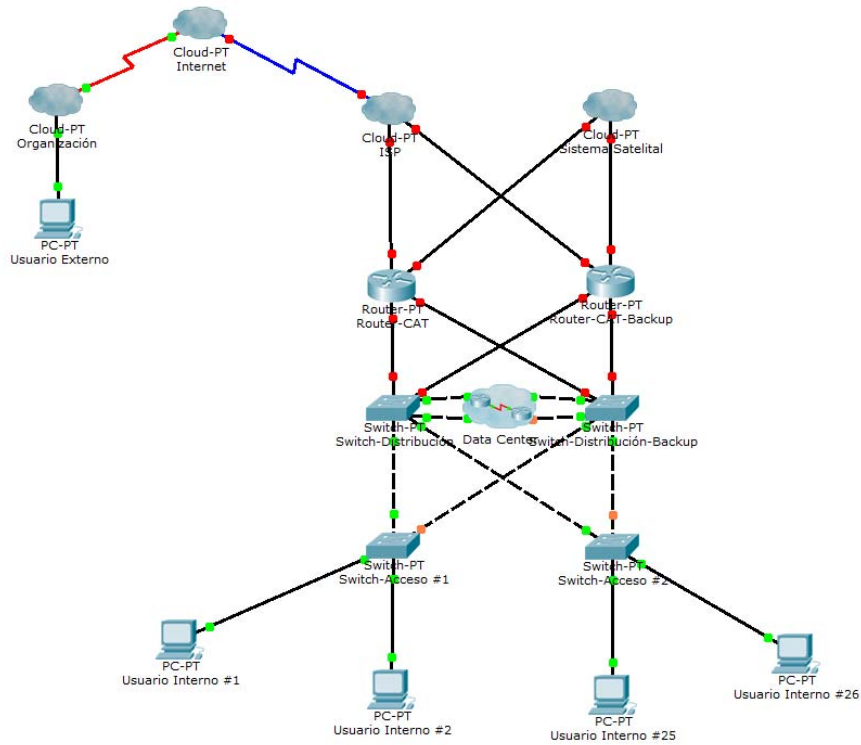 Cloud-PT
Internet
Cloud-PT
Organización
Cloud-PT
ISP
Cloud-PT
Sistema Satelital
PC-PT
Usuario Externo
Router-PT
Router-CAT
Router-PT
Router-CAT-Backup
Switch-PT
Switch-Distribución
Data Center
Switch-PT
Switch-Distribución-Backup
Switch-PT
Switch-Acceso #1
Switch-PT
Switch-Acceso #2
PC-PT
Usuario Interno #1
PC-PT
Usuario Interno #2
PC-PT
Usuario Interno #25
PC-PT
Usuario Interno #26